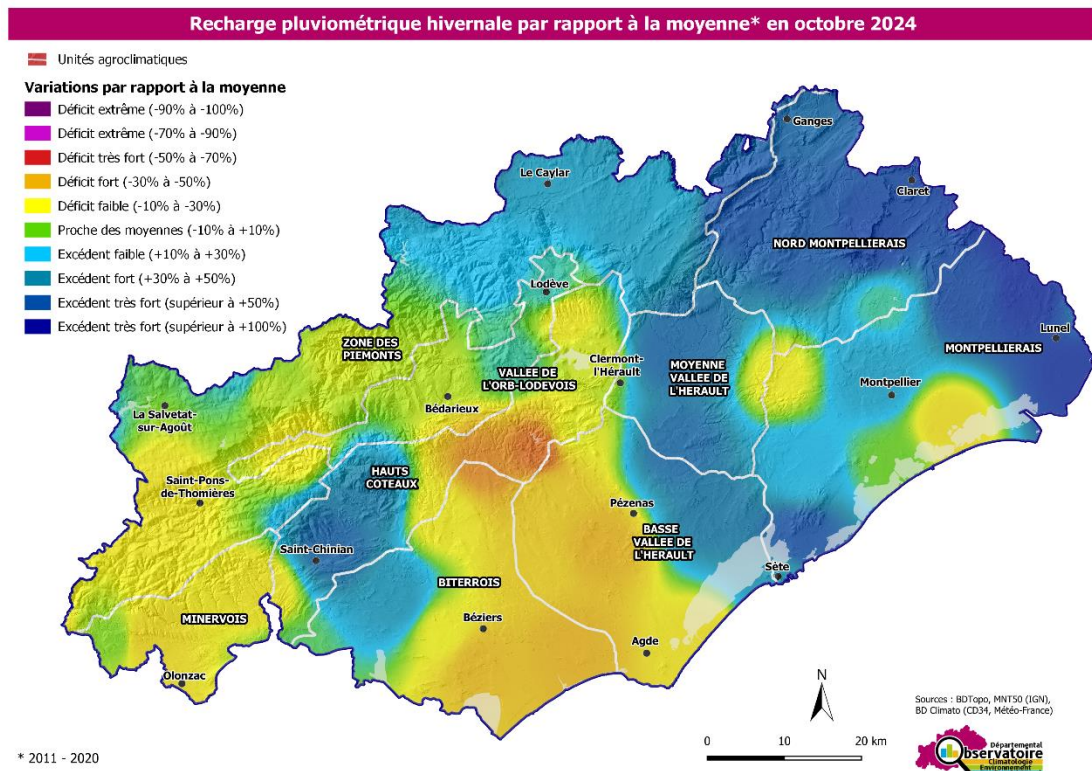 Recharge pluviométrique hivernale par rapport à la moyenne* en octobre 2024
Unités agroclimatiques
Variations par rapport à la moyenne
Déficit extrême (-90% à -100%)
Déficit extrême (-70% à -90%)
Déficit très fort (-50% à -70%)
Déficit fort (-30% à -50%)
Déficit faible (-10% à -30%)
Proche des moyennes (-10% à +10%)
Excédent faible (+10% à +30%)
Excédent fort (+30% à +50%)
Excédent très fort (supérieur à +50%)
Excédent très fort (supérieur à +100%)
Ganges
Le Caylar
Claret
NORD MONTPELLIERAIS
Lodève
Lunel
ZONE DES
PIEMONTS
MONTPELLIERAIS
Clermont-
l'Hérault
MOYENNE
VALLEE DE
L'HERAULT
VALLEE DE
L'ORB-LODEVOIS
Montpellier
Bédarieux
La Salvetat-
sur-Agoût
HAUTS
COTEAUX
Saint-Pons-
de-Thomières
Pézenas
BASSE
VALLEE DE
L'HERAULT
Saint-Chinian
Sète
BITERROIS
MINERVOIS
Béziers
Agde
Olonzac
N
Sources : BDTopo, MNT50 (IGN),
BD Climato (CD34, Météo-France)
0 10 20 km
Départemental
Observatoire
Climatologie
Environnement
* 2011 - 2020